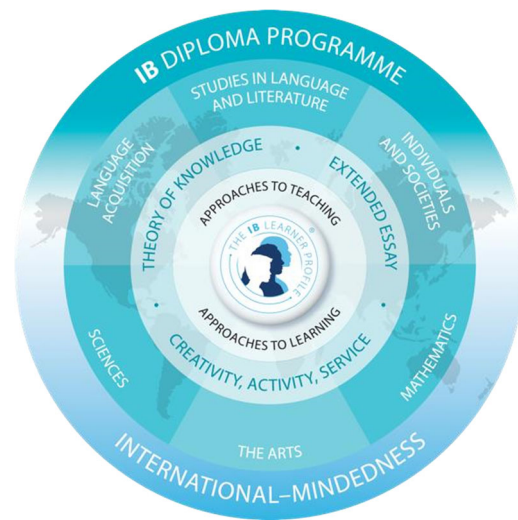 IB DIPLOMA PROGRAMME
STUDIES IN LANGUAGE
AND LITERATURE
LANGUAGE
ACQUISITION
INDIVIDUALS
AND SOCIETIES
THEORY OF KNOWLEDGE
•
EXTENDED ESSAY
•
APPROACHES TO TEACHING
THE IB LEARNER PROFILE
®
APPROACHES TO LEARNING
•
CREATIVITY, ACTIVITY, SERVICE
SCIENCES
MATHEMATICS
THE ARTS
INTERNATIONAL–MINDEDNESS